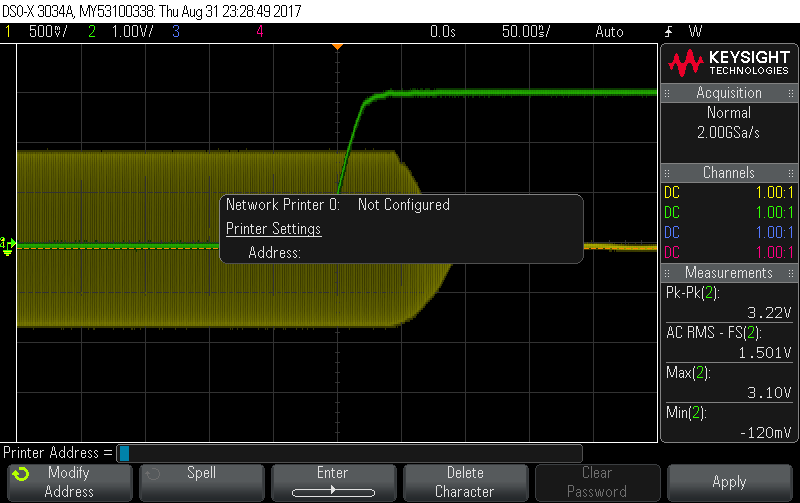 DSO-X 3034A, MY53100338: Thu Aug 31 23:28:49 2017
1 500mV/ 2 1.00V/ 3 4 0.0s 50.00ms/ Auto W
KEYSIGHT
TECHNOLOGIES
Acquisition
Normal
2.00GSa/s
Channels
DC 1.00:1
DC 1.00:1
DC 1.00:1
DC 1.00:1
Measurements
Pk-Pk(2):
3.22V
AC RMS - FS(2):
1.501V
Max(2):
3.10V
Min(2):
-120mV
Network Printer 0: Not Configured
Printer Settings
Address:
Printer Address =
Modify
Address
Spell
Enter
Delete
Character
Clear
Password
Apply